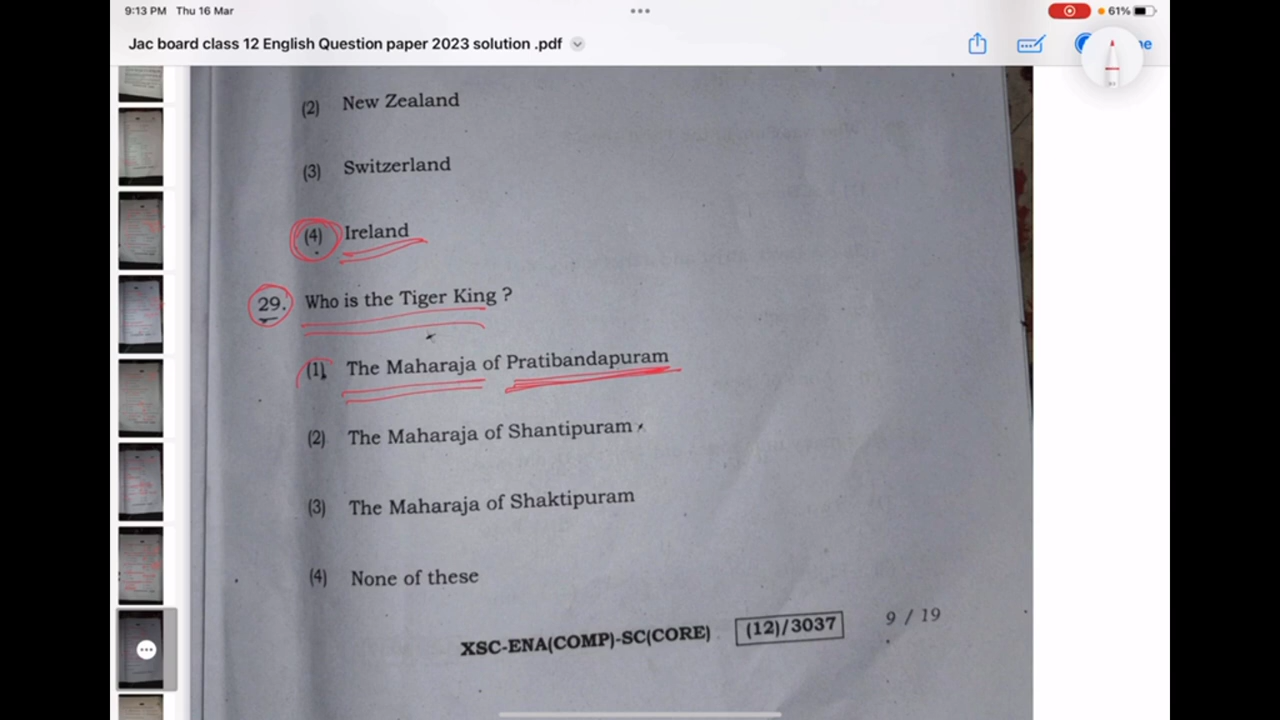 9:13 PM Thu 16 Mar
61%
Jac board class 12 English Question paper 2023 solution .pdf
(2) New Zealand
(3) Switzerland
(4) Ireland
29. Who is the Tiger King ?
(1) The Maharaja of Pratibandapuram
(2) The Maharaja of Shantipuram
(3) The Maharaja of Shaktipuram
(4) None of these
XSC-ENA(COMP)-SC(CORE) (12)/3037 9 / 19